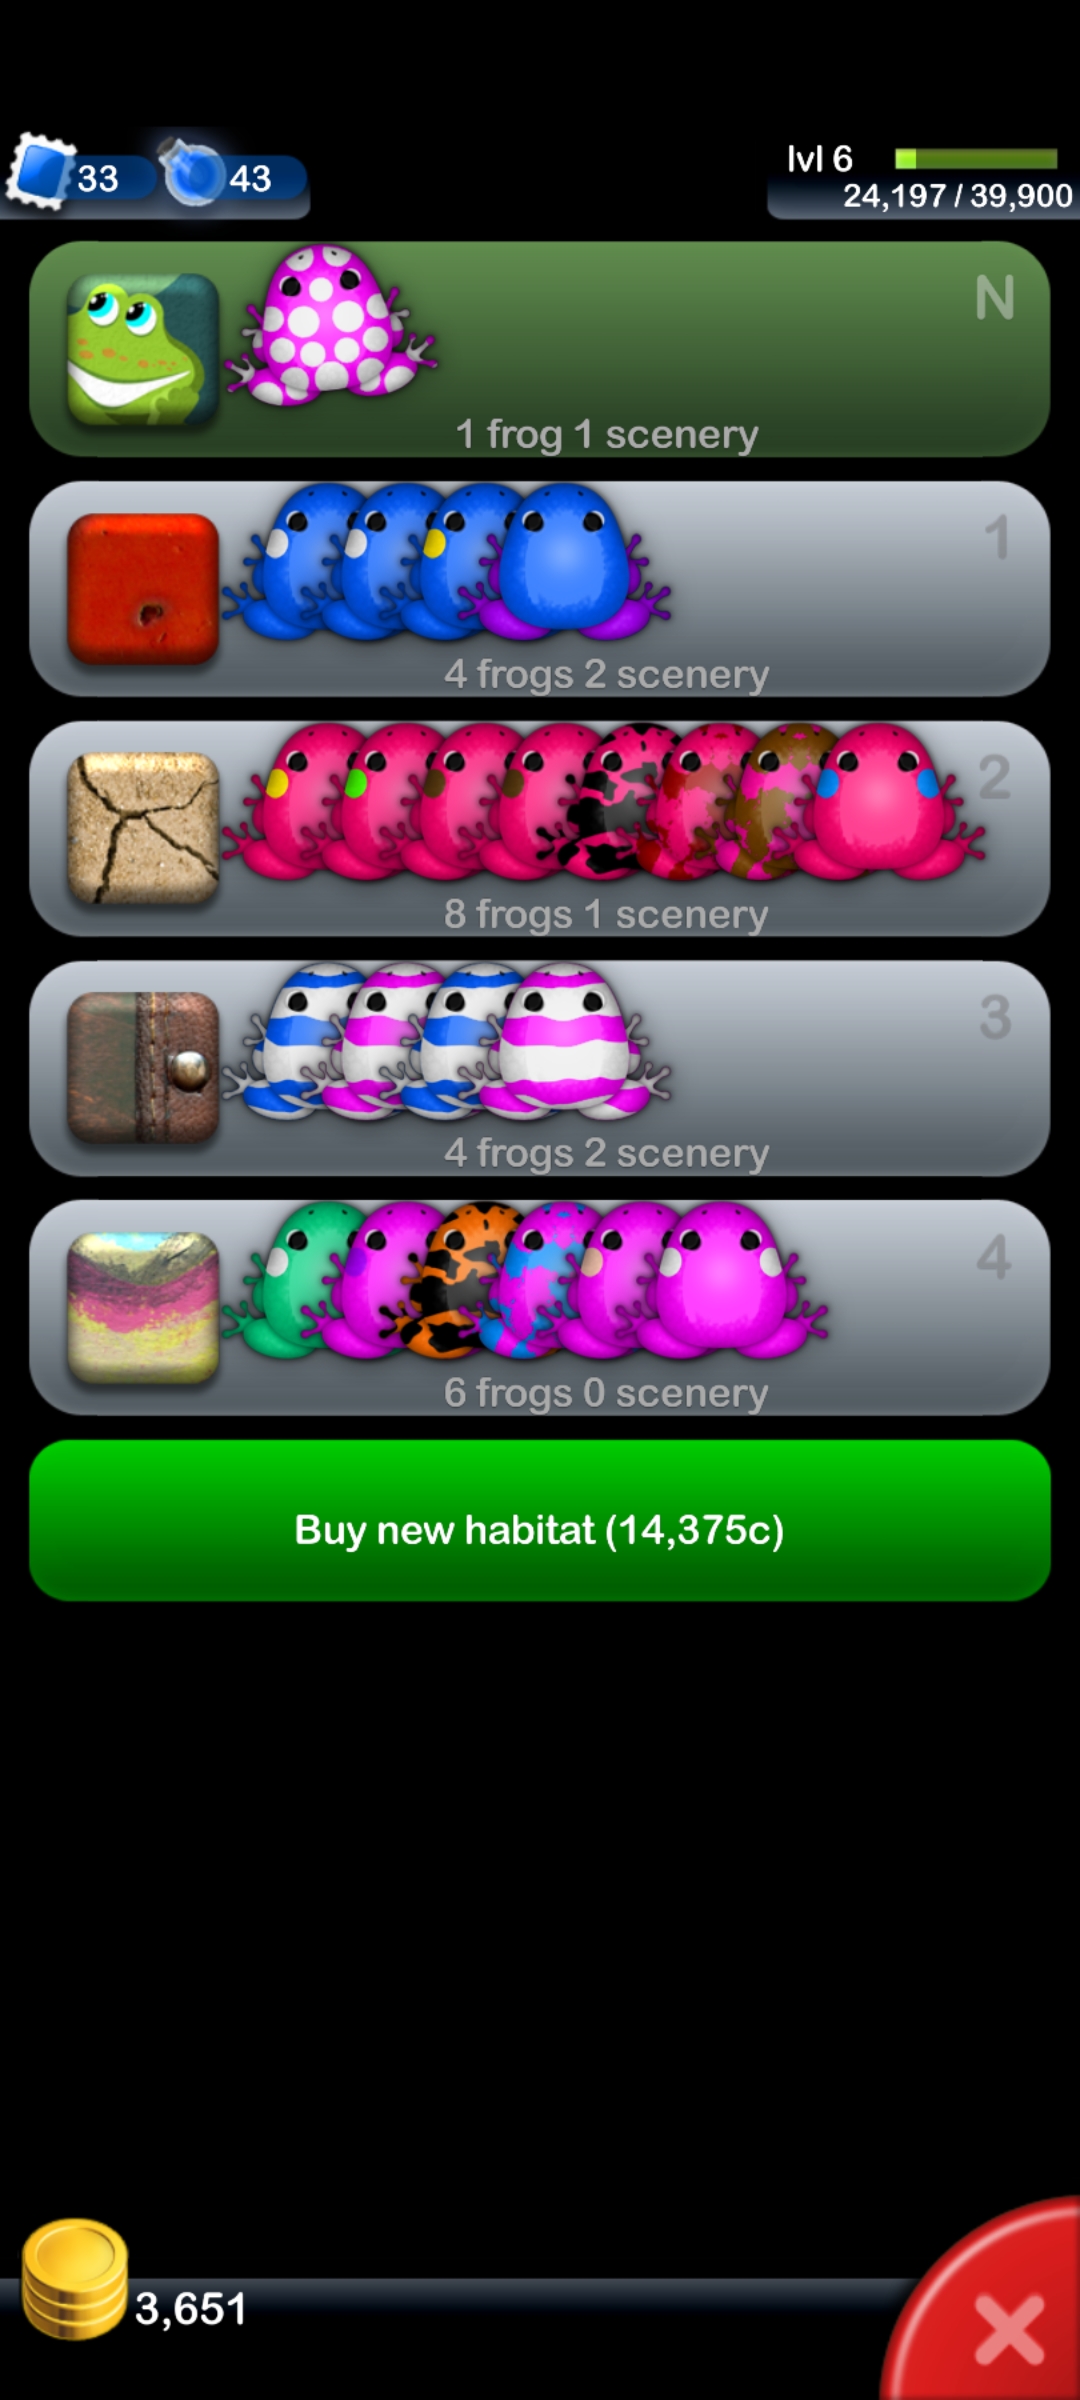 33
43
lvl 6
24,197 / 39,900
N
1 frog 1 scenery
1
4 frogs 2 scenery
2
8 frogs 1 scenery
3
4 frogs 2 scenery
4
6 frogs 0 scenery
Buy new habitat (14,375c)
3,651